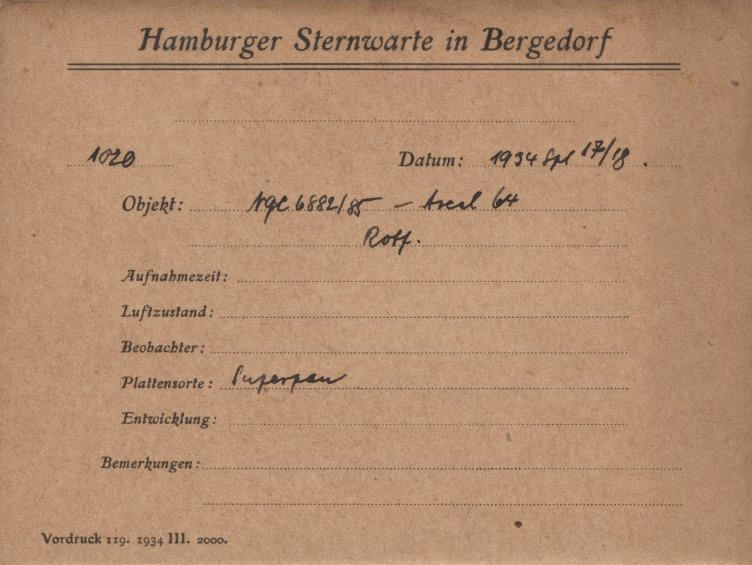 Hamburger Sternwarte in Bergedorf
1020 Datum: 1934 Spt 17/18.
Objekt: NGC 6882/85 – Areal 64
Rotf.
Aufnahmezeit:
Luftzustand:
Beobachter:
Plattensorte: Superpan
Entwicklung:
Bemerkungen:
Vordruck 119. 1934 III. 2000.